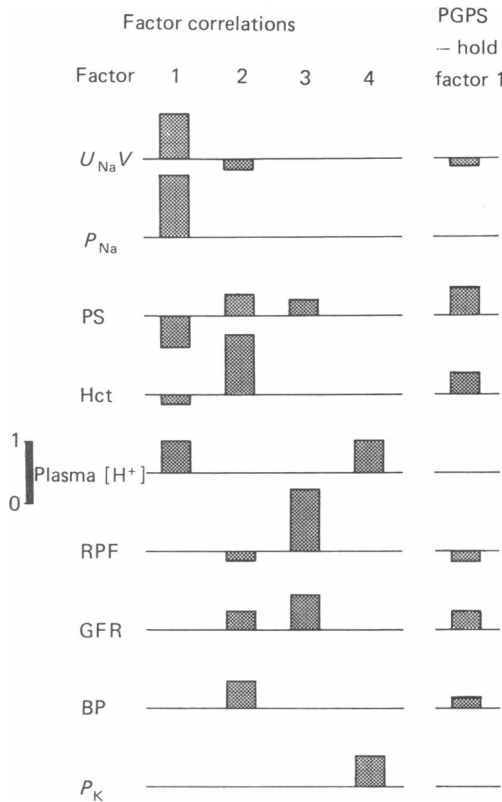 Factor correlations
PGPS
– hold
factor 1
Factor 1 2 3 4
U_Na V
P_Na
PS
Hct
1
Plasma [H⁺]
0
RPF
GFR
BP
P_K